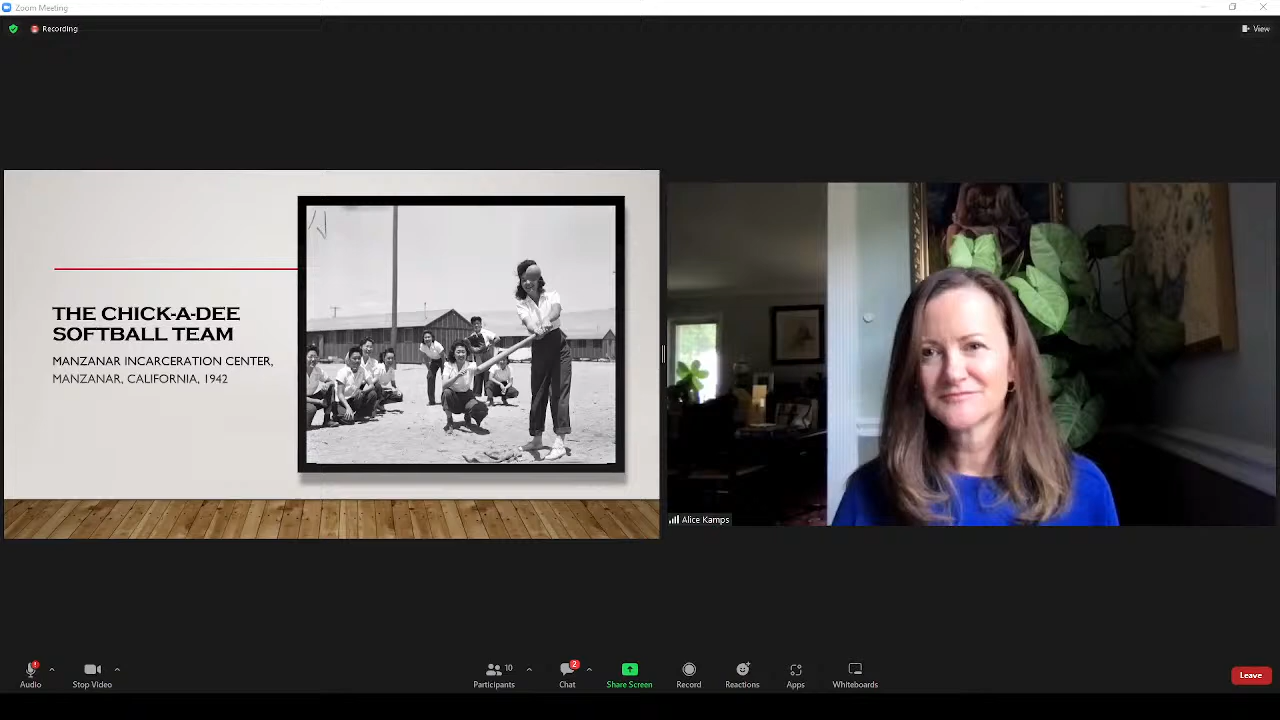 Zoom Meeting
Recording
View
THE CHICK-A-DEE
SOFTBALL TEAM
MANZANAR INCARCERATION CENTER,
MANZANAR, CALIFORNIA, 1942
Alice Kamps
10
2
Audio
Stop Video
Participants
Chat
Share Screen
Record
Reactions
Apps
Whiteboards
Leave